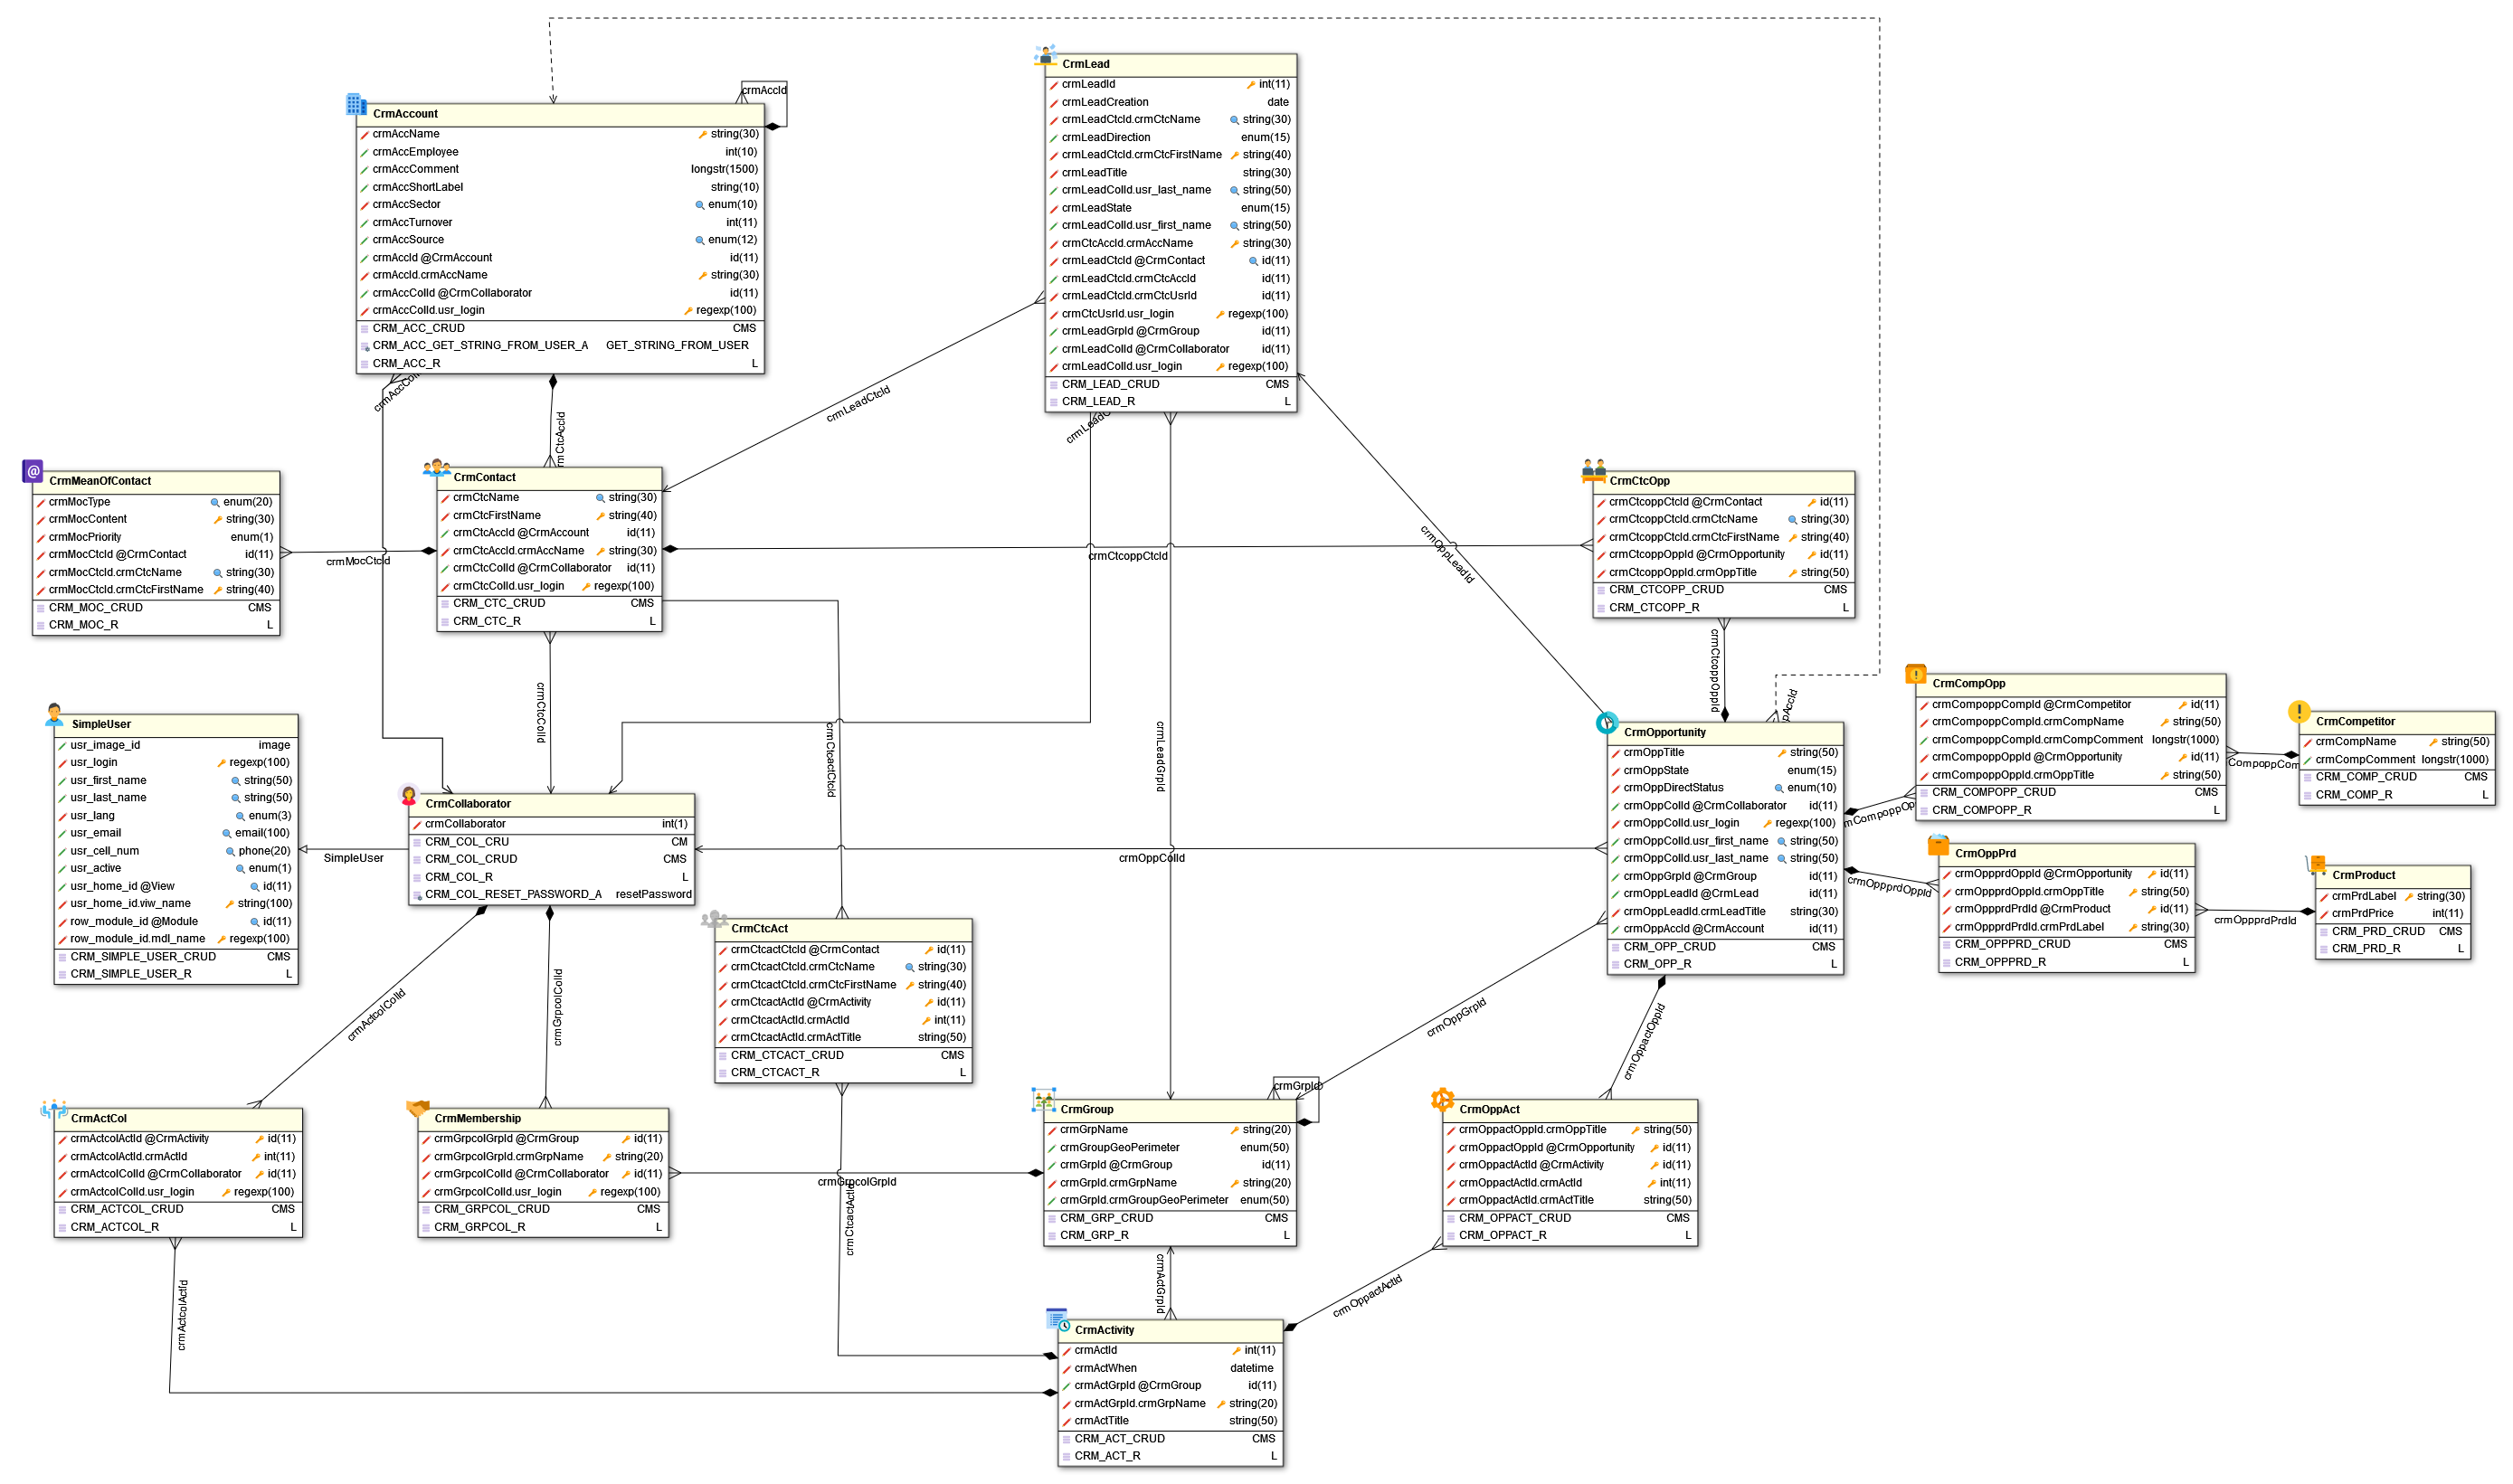 CrmAccount
crmAccName string(30)
crmAccEmployee int(10)
crmAccComment longstr(1500)
crmAccShortLabel string(10)
crmAccSector enum(10)
crmAccTurnover int(11)
crmAccSource enum(12)
crmAccId @CrmAccount id(11)
crmAccId.crmAccName string(30)
crmAccColId @CrmCollaborator id(11)
crmAccColId.usr_login regexp(100)
CRM_ACC_CRUD CMS
CRM_ACC_GET_STRING_FROM_USER_A GET_STRING_FROM_USER
CRM_ACC_R L
crmAccId
CrmLead
crmLeadId int(11)
crmLeadCreation date
crmLeadCtcId.crmCtcName string(30)
crmLeadDirection enum(15)
crmLeadCtcId.crmCtcFirstName string(40)
crmLeadTitle string(30)
crmLeadColId.usr_last_name string(50)
crmLeadState enum(15)
crmLeadColId.usr_first_name string(50)
crmCtcAccId.crmAccName string(30)
crmLeadCtcId @CrmContact id(11)
crmLeadCtcId.crmCtcAccId id(11)
crmLeadCtcId.crmCtcUsrId id(11)
crmCtcUsrId.usr_login regexp(100)
crmLeadGrpId @CrmGroup id(11)
crmLeadColId @CrmCollaborator id(11)
crmLeadColId.usr_login regexp(100)
CRM_LEAD_CRUD CMS
CRM_LEAD_R L
crmLeadCtcId
CrmMeanOfContact
crmMocType enum(20)
crmMocContent string(30)
crmMocPriority enum(1)
crmMocCtcId @CrmContact id(11)
crmMocCtcId.crmCtcName string(30)
crmMocCtcId.crmCtcFirstName string(40)
CRM_MOC_CRUD CMS
CRM_MOC_R L
crmMocCtcId
CrmContact
crmCtcName string(30)
crmCtcFirstName string(40)
crmCtcAccId @CrmAccount id(11)
crmCtcAccId.crmAccName string(30)
crmCtcColId @CrmCollaborator id(11)
crmCtcColId.usr_login regexp(100)
CRM_CTC_CRUD CMS
CRM_CTC_R L
crmCtcoppCtcId
crmOppLeadId
CrmCtcOpp
crmCtcoppCtcId @CrmContact id(11)
crmCtcoppCtcId.crmCtcName string(30)
crmCtcoppCtcId.crmCtcFirstName string(40)
crmCtcoppOppId @CrmOpportunity id(11)
crmCtcoppOppId.crmOppTitle string(50)
CRM_CTCOPP_CRUD CMS
CRM_CTCOPP_R L
crmCtcoppOppId
pAccId
crmCtcColId
crmCtcactCtcId
crmLeadGrpId
SimpleUser
usr_image_id image
usr_login regexp(100)
usr_first_name string(50)
usr_last_name string(50)
usr_lang enum(3)
usr_email email(100)
usr_cell_num phone(20)
usr_active enum(1)
usr_home_id @View id(11)
usr_home_id.viw_name string(100)
row_module_id @Module id(11)
row_module_id.mdl_name regexp(100)
CRM_SIMPLE_USER_CRUD CMS
CRM_SIMPLE_USER_R L
SimpleUser
CrmCollaborator
crmCollaborator int(1)
CRM_COL_CRU CM
CRM_COL_CRUD CMS
CRM_COL_R L
CRM_COL_RESET_PASSWORD_A resetPassword
crmOppColId
CrmOpportunity
crmOppTitle string(50)
crmOppState enum(15)
crmOppDirectStatus enum(10)
crmOppColId @CrmCollaborator id(11)
crmOppColId.usr_login regexp(100)
crmOppColId.usr_first_name string(50)
crmOppColId.usr_last_name string(50)
crmOppGrpId @CrmGroup id(11)
crmOppLeadId @CrmLead id(11)
crmOppLeadId.crmLeadTitle string(30)
crmOppAccId @CrmAccount id(11)
CRM_OPP_CRUD CMS
CRM_OPP_R L
CrmCompOpp
crmCompoppCompId @CrmCompetitor id(11)
crmCompoppCompId.crmCompName string(50)
crmCompoppCompId.crmCompComment longstr(1000)
crmCompoppOppId @CrmOpportunity id(11)
crmCompoppOppId.crmOppTitle string(50)
CRM_COMPOPP_CRUD CMS
CRM_COMPOPP_R L
CrmCompetitor
crmCompName string(50)
crmCompComment longstr(1000)
CRM_COMP_CRUD CMS
CRM_COMP_R L
crmOppprdOppId
CrmOppPrd
crmOppprdOppId @CrmOpportunity id(11)
crmOppprdOppId.crmOppTitle string(50)
crmOppprdPrdId @CrmProduct id(11)
crmOppprdPrdId.crmPrdLabel string(30)
CRM_OPPPRD_CRUD CMS
CRM_OPPPRD_R L
crmOppprdPrdId
CrmProduct
crmPrdLabel string(30)
crmPrdPrice int(11)
CRM_PRD_CRUD CMS
CRM_PRD_R L
crmActcolColId
crmGrpcolColId
CrmCtcAct
crmCtcactCtcId @CrmContact id(11)
crmCtcactCtcId.crmCtcName string(30)
crmCtcactCtcId.crmCtcFirstName string(40)
crmCtcactActId @CrmActivity id(11)
crmCtcactActId.crmActId int(11)
crmCtcactActId.crmActTitle string(50)
CRM_CTCACT_CRUD CMS
CRM_CTCACT_R L
crmOppGrpId
crmOppactOppId
CrmActCol
crmActcolActId @CrmActivity id(11)
crmActcolActId.crmActId int(11)
crmActcolColId @CrmCollaborator id(11)
crmActcolColId.usr_login regexp(100)
CRM_ACTCOL_CRUD CMS
CRM_ACTCOL_R L
CrmMembership
crmGrpcolGrpId @CrmGroup id(11)
crmGrpcolGrpId.crmGrpName string(20)
crmGrpcolColId @CrmCollaborator id(11)
crmGrpcolColId.usr_login regexp(100)
CRM_GRPCOL_CRUD CMS
CRM_GRPCOL_R L
crmGrpcolGrpId
crmCtcactActId
crmGrpId
CrmGroup
crmGrpName string(20)
crmGroupGeoPerimeter enum(50)
crmGrpId @CrmGroup id(11)
crmGrpId.crmGrpName string(20)
crmGrpId.crmGroupGeoPerimeter enum(50)
CRM_GRP_CRUD CMS
CRM_GRP_R L
CrmOppAct
crmOppactOppId.crmOppTitle string(50)
crmOppactOppId @CrmOpportunity id(11)
crmOppactActId @CrmActivity id(11)
crmOppactActId.crmActId int(11)
crmOppactActId.crmActTitle string(50)
CRM_OPPACT_CRUD CMS
CRM_OPPACT_R L
crmActcolActId
crmActGrpId
crmOppactActId
CrmActivity
crmActId int(11)
crmActWhen datetime
crmActGrpId @CrmGroup id(11)
crmActGrpId.crmGrpName string(20)
crmActTitle string(50)
CRM_ACT_CRUD CMS
CRM_ACT_R L